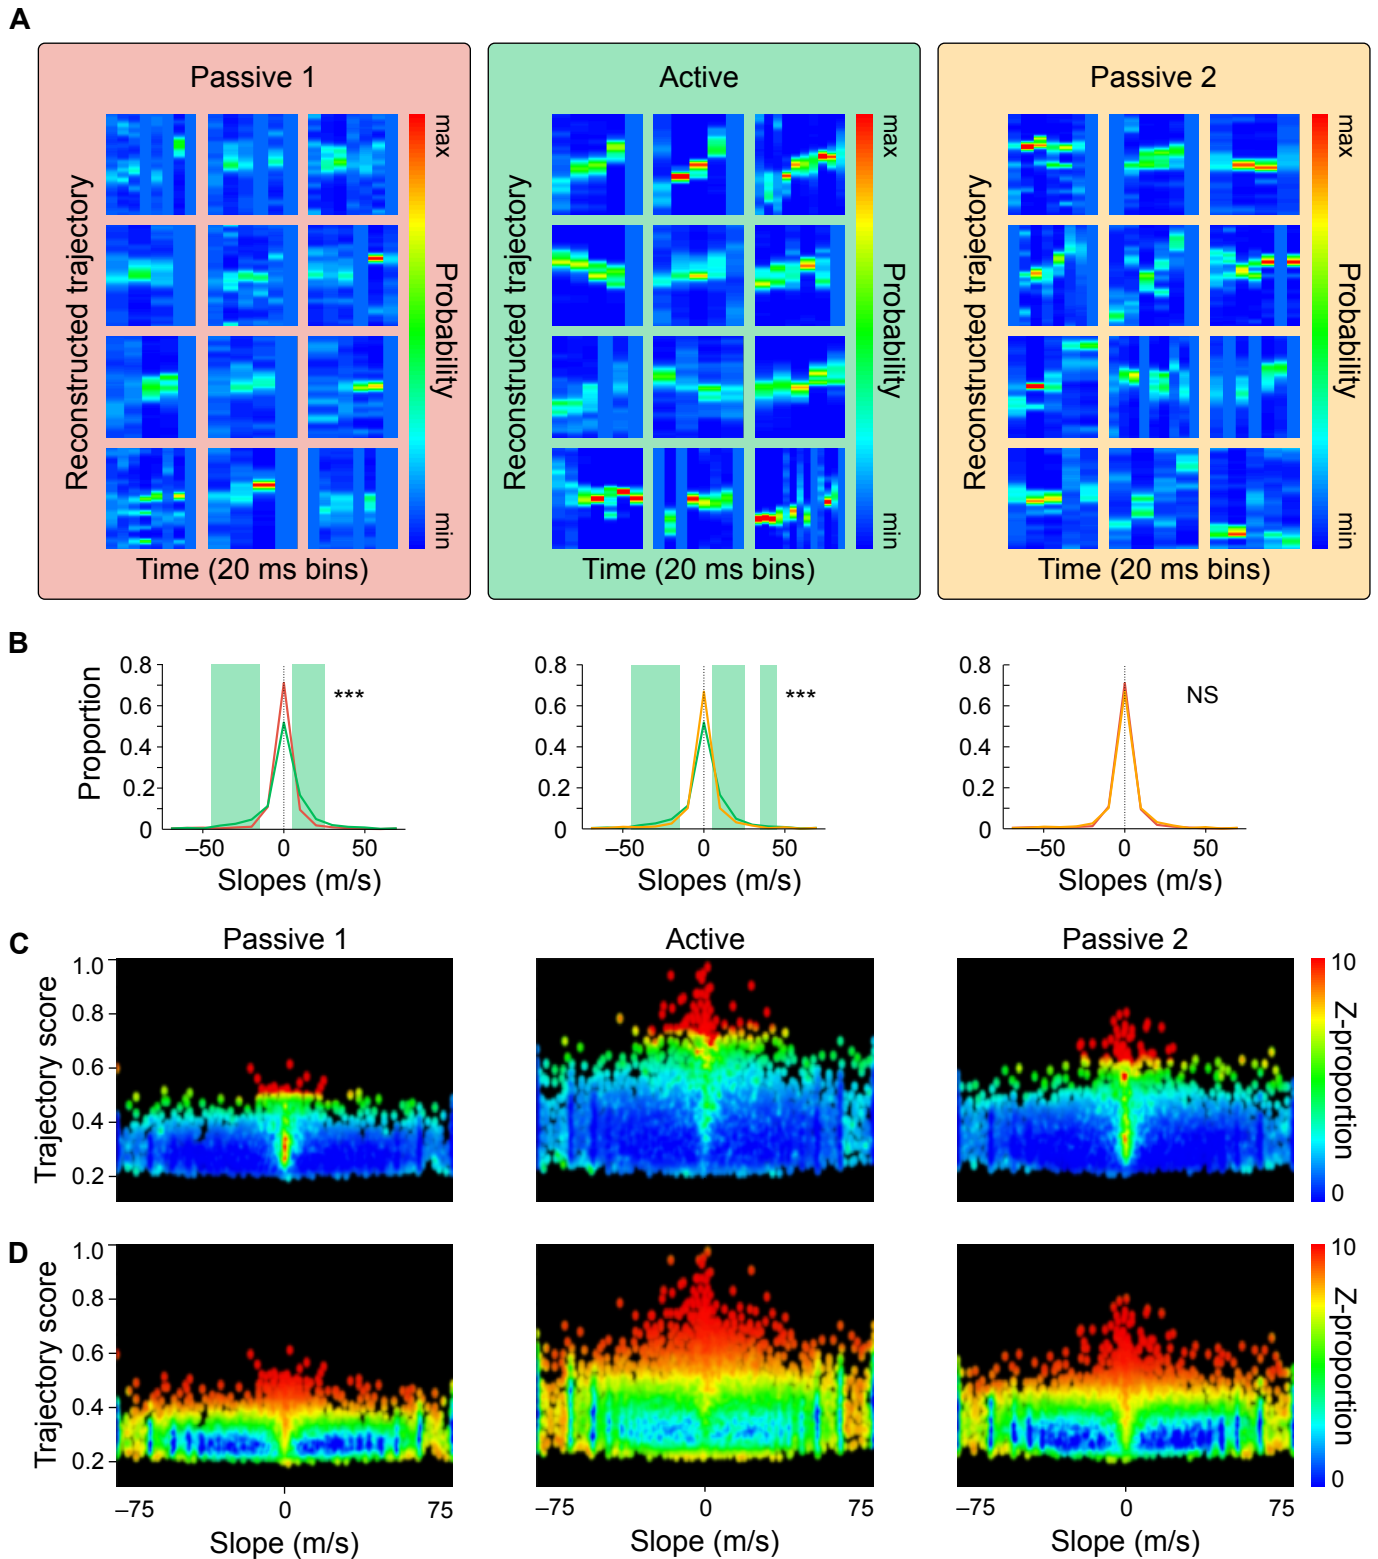 A
Passive 1
Active
Passive 2
Reconstructed trajectory
max
Probability
min
Time (20 ms bins)
Reconstructed trajectory
max
Probability
min
Time (20 ms bins)
Reconstructed trajectory
max
Probability
min
Time (20 ms bins)
B
Proportion
0.8
0.6
0.4
0.2
0
–50
0
50
Slopes (m/s)
***
0.8
0.6
0.4
0.2
0
–50
0
50
Slopes (m/s)
***
0.8
0.6
0.4
0.2
0
–50
0
50
Slopes (m/s)
NS
C
Passive 1
Active
Passive 2
Trajectory score
1.0
0.8
0.6
0.4
0.2
10
Z-proportion
0
D
Trajectory score
1.0
0.8
0.6
0.4
0.2
10
Z-proportion
0
–75
0
75
Slope (m/s)
–75
0
75
Slope (m/s)
–75
0
75
Slope (m/s)